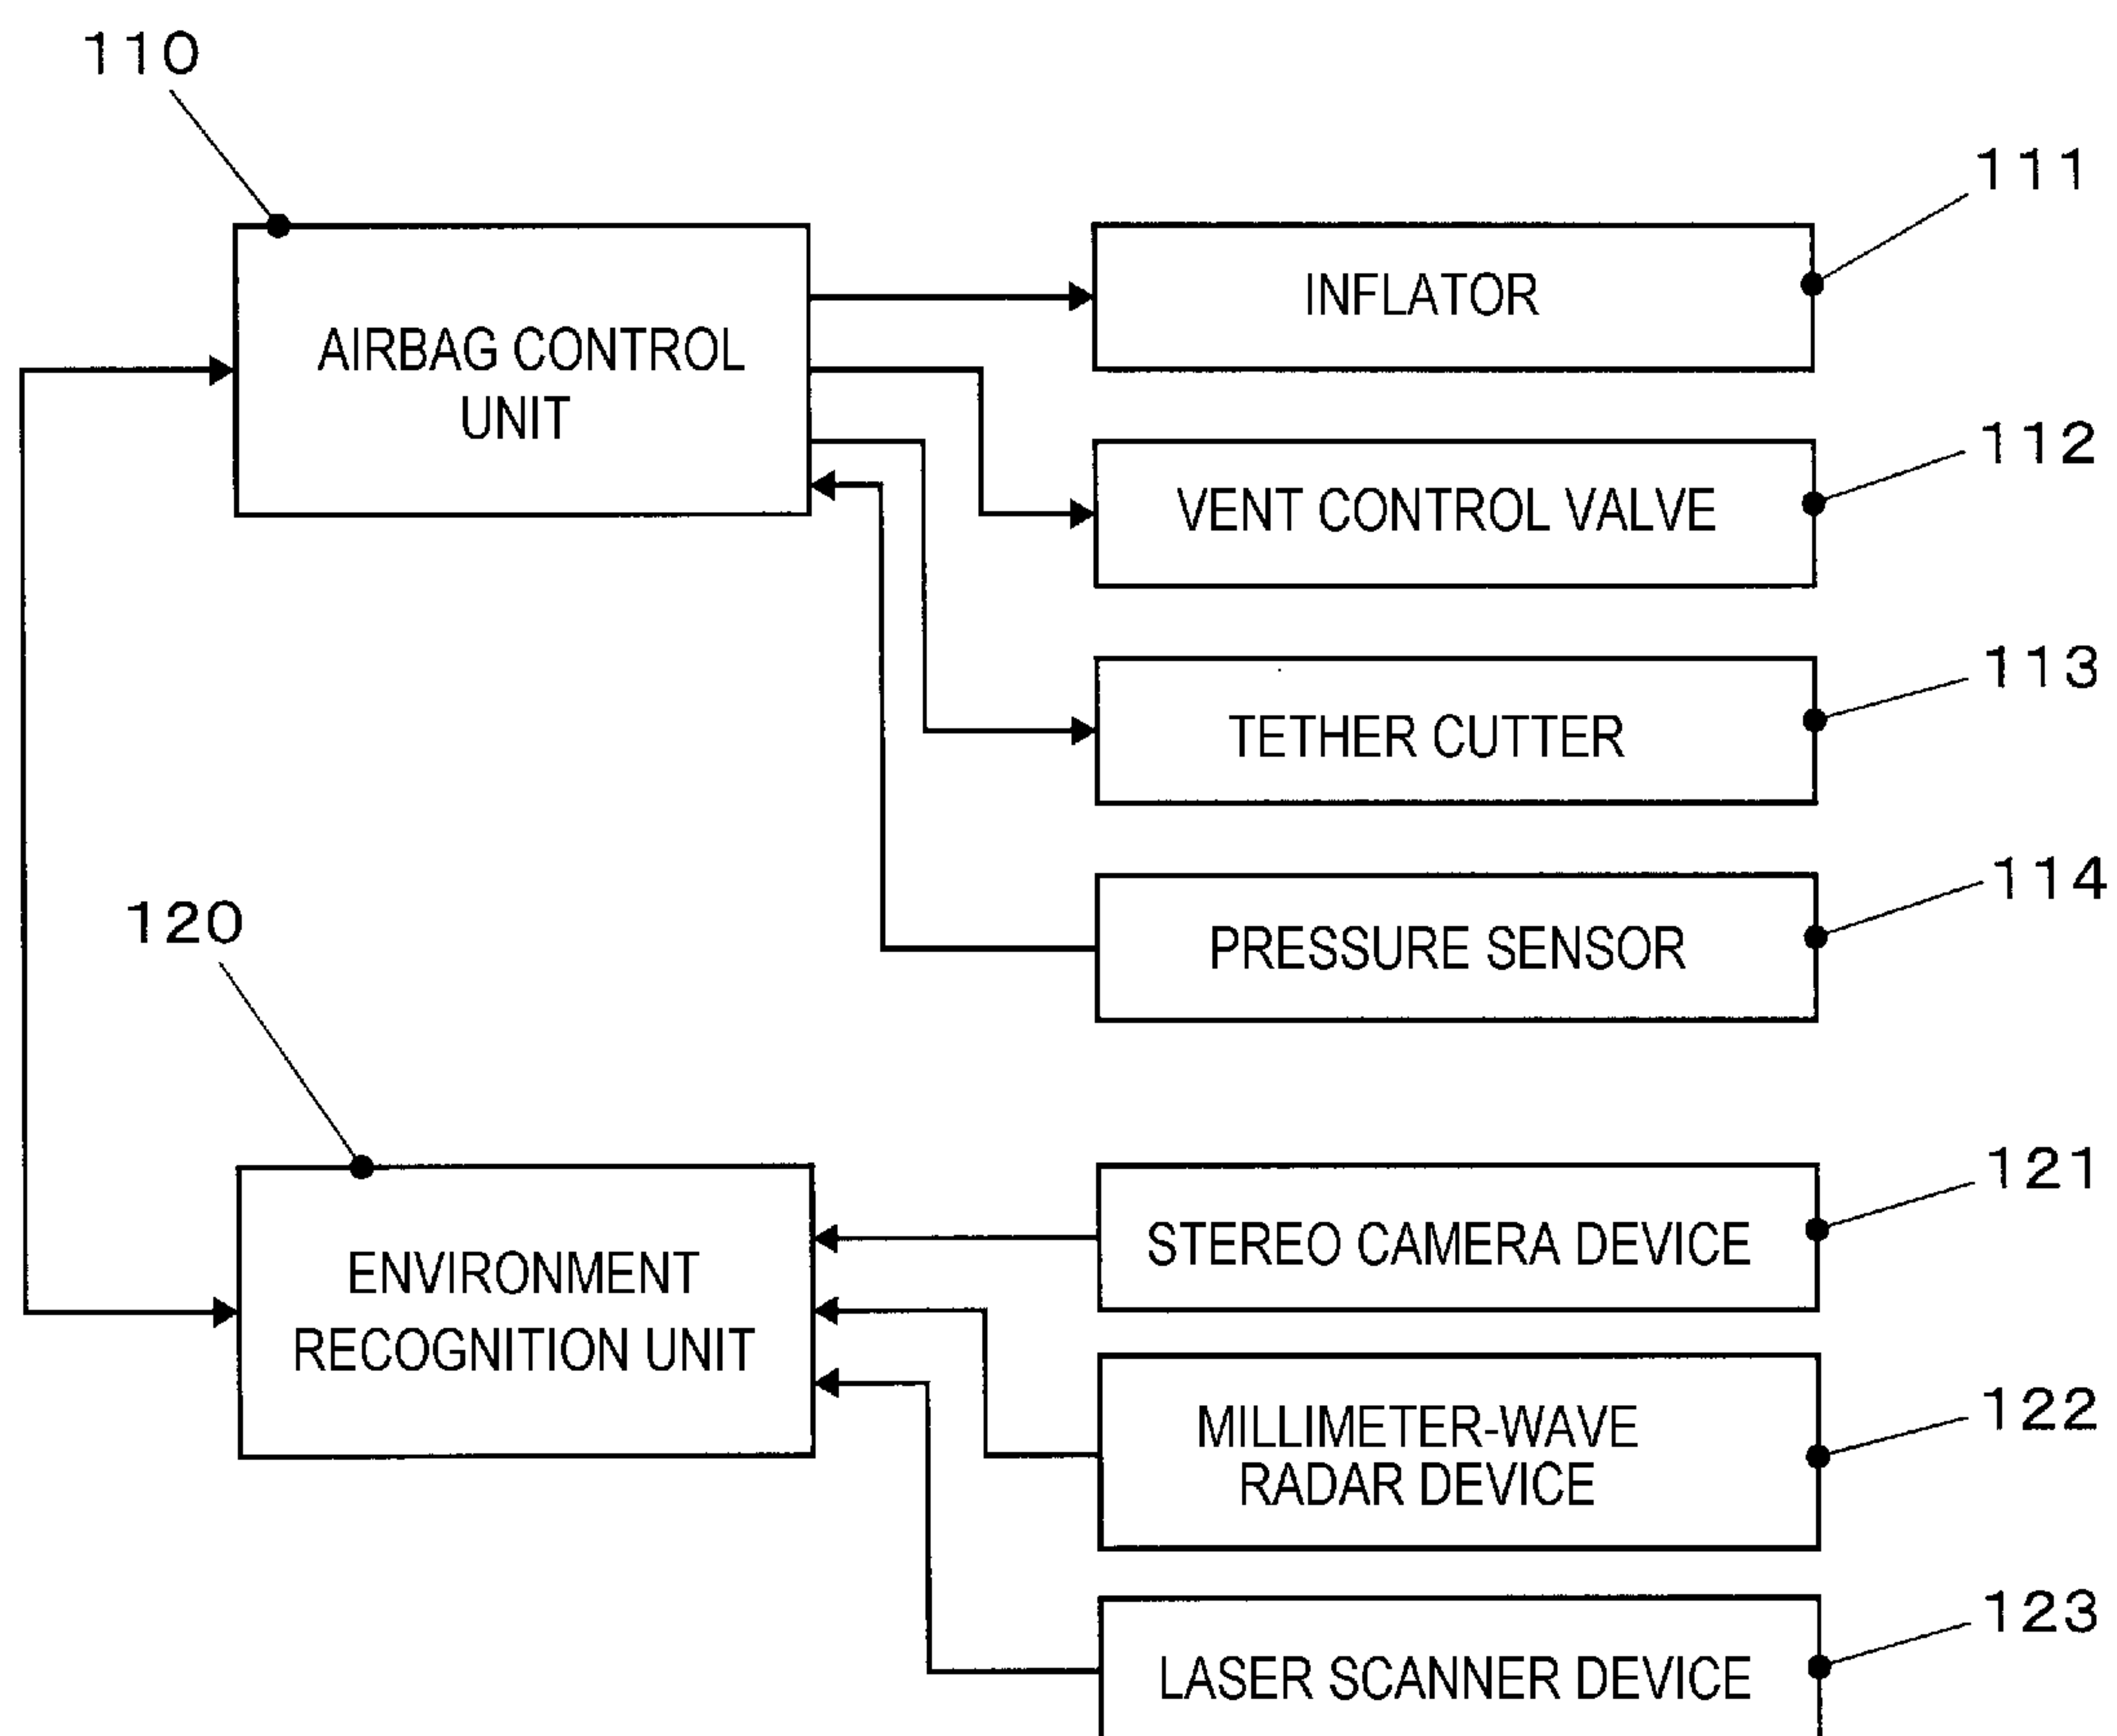 110
111
AIRBAG CONTROL
UNIT
INFLATOR
112
VENT CONTROL VALVE
113
TETHER CUTTER
114
PRESSURE SENSOR
120
121
ENVIRONMENT
RECOGNITION UNIT
STEREO CAMERA DEVICE
122
MILLIMETER-WAVE
RADAR DEVICE
123
LASER SCANNER DEVICE